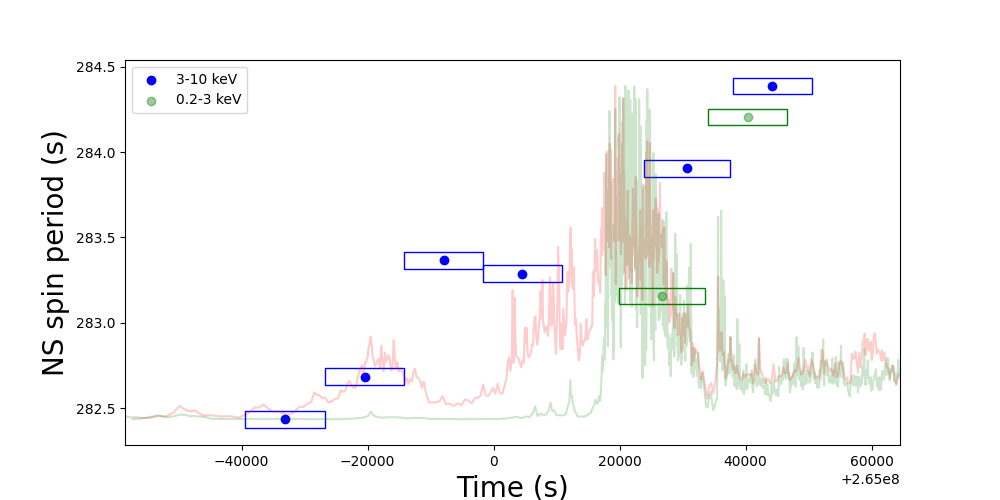 3-10 keV
0.2-3 keV
NS spin period (s)
284.5
284.0
283.5
283.0
282.5
−40000 −20000 0 20000 40000 60000
+2.65e8
Time (s)